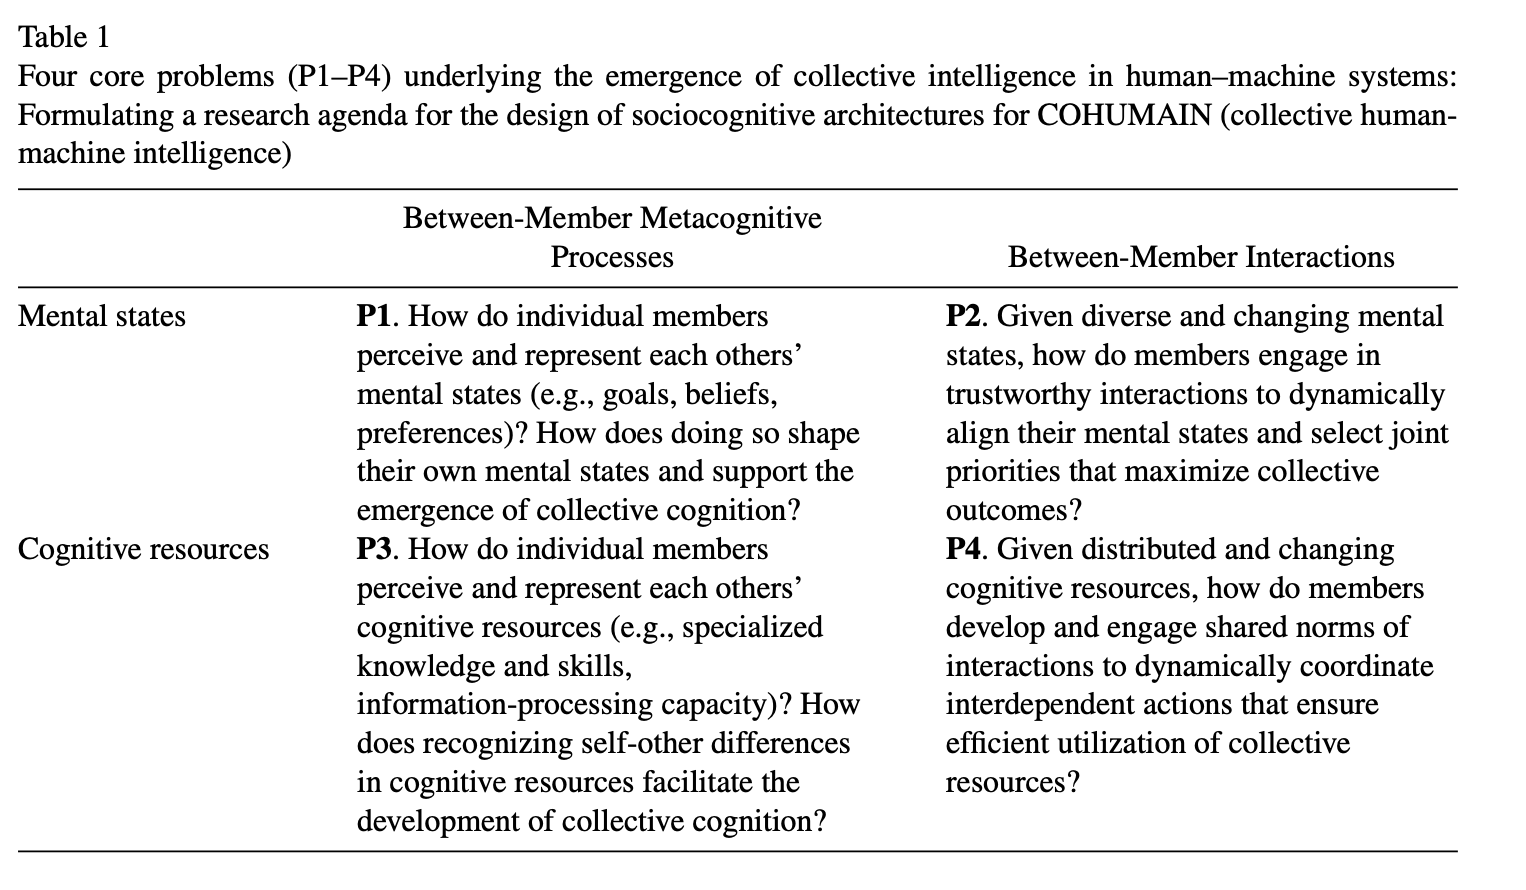 Table 1
Four core problems (P1–P4) underlying the emergence of collective intelligence in human–machine systems:
Formulating a research agenda for the design of sociocognitive architectures for COHUMAIN (collective human-
machine intelligence)
Between-Member Metacognitive
Processes
Between-Member Interactions
Mental states
P1. How do individual members
perceive and represent each others’
mental states (e.g., goals, beliefs,
preferences)? How does doing so shape
their own mental states and support the
emergence of collective cognition?
P2. Given diverse and changing mental
states, how do members engage in
trustworthy interactions to dynamically
align their mental states and select joint
priorities that maximize collective
outcomes?
Cognitive resources
P3. How do individual members
perceive and represent each others’
cognitive resources (e.g., specialized
knowledge and skills,
information-processing capacity)? How
does recognizing self-other differences
in cognitive resources facilitate the
development of collective cognition?
P4. Given distributed and changing
cognitive resources, how do members
develop and engage shared norms of
interactions to dynamically coordinate
interdependent actions that ensure
efficient utilization of collective
resources?